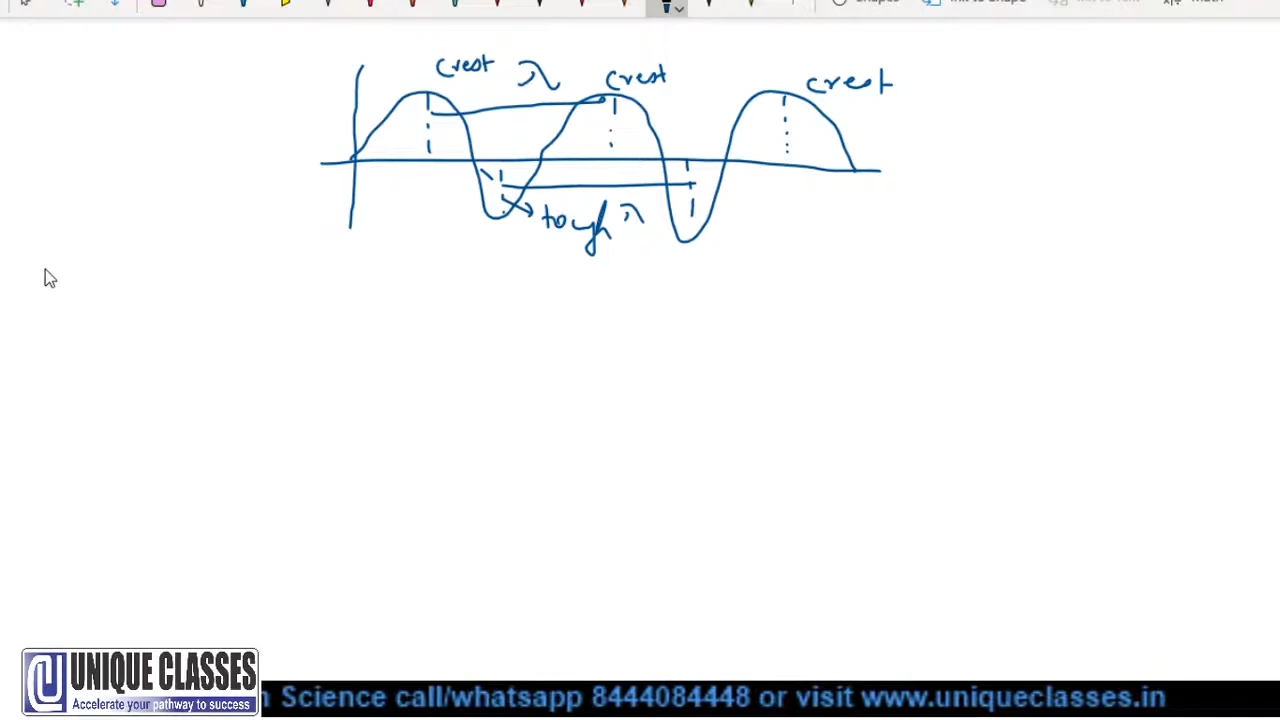 crest λ crest crest
tough λ
UNIQUE CLASSES
Accelerate your pathway to success
Science call/whatsapp 8444084448 or visit www.uniqueclasses.in